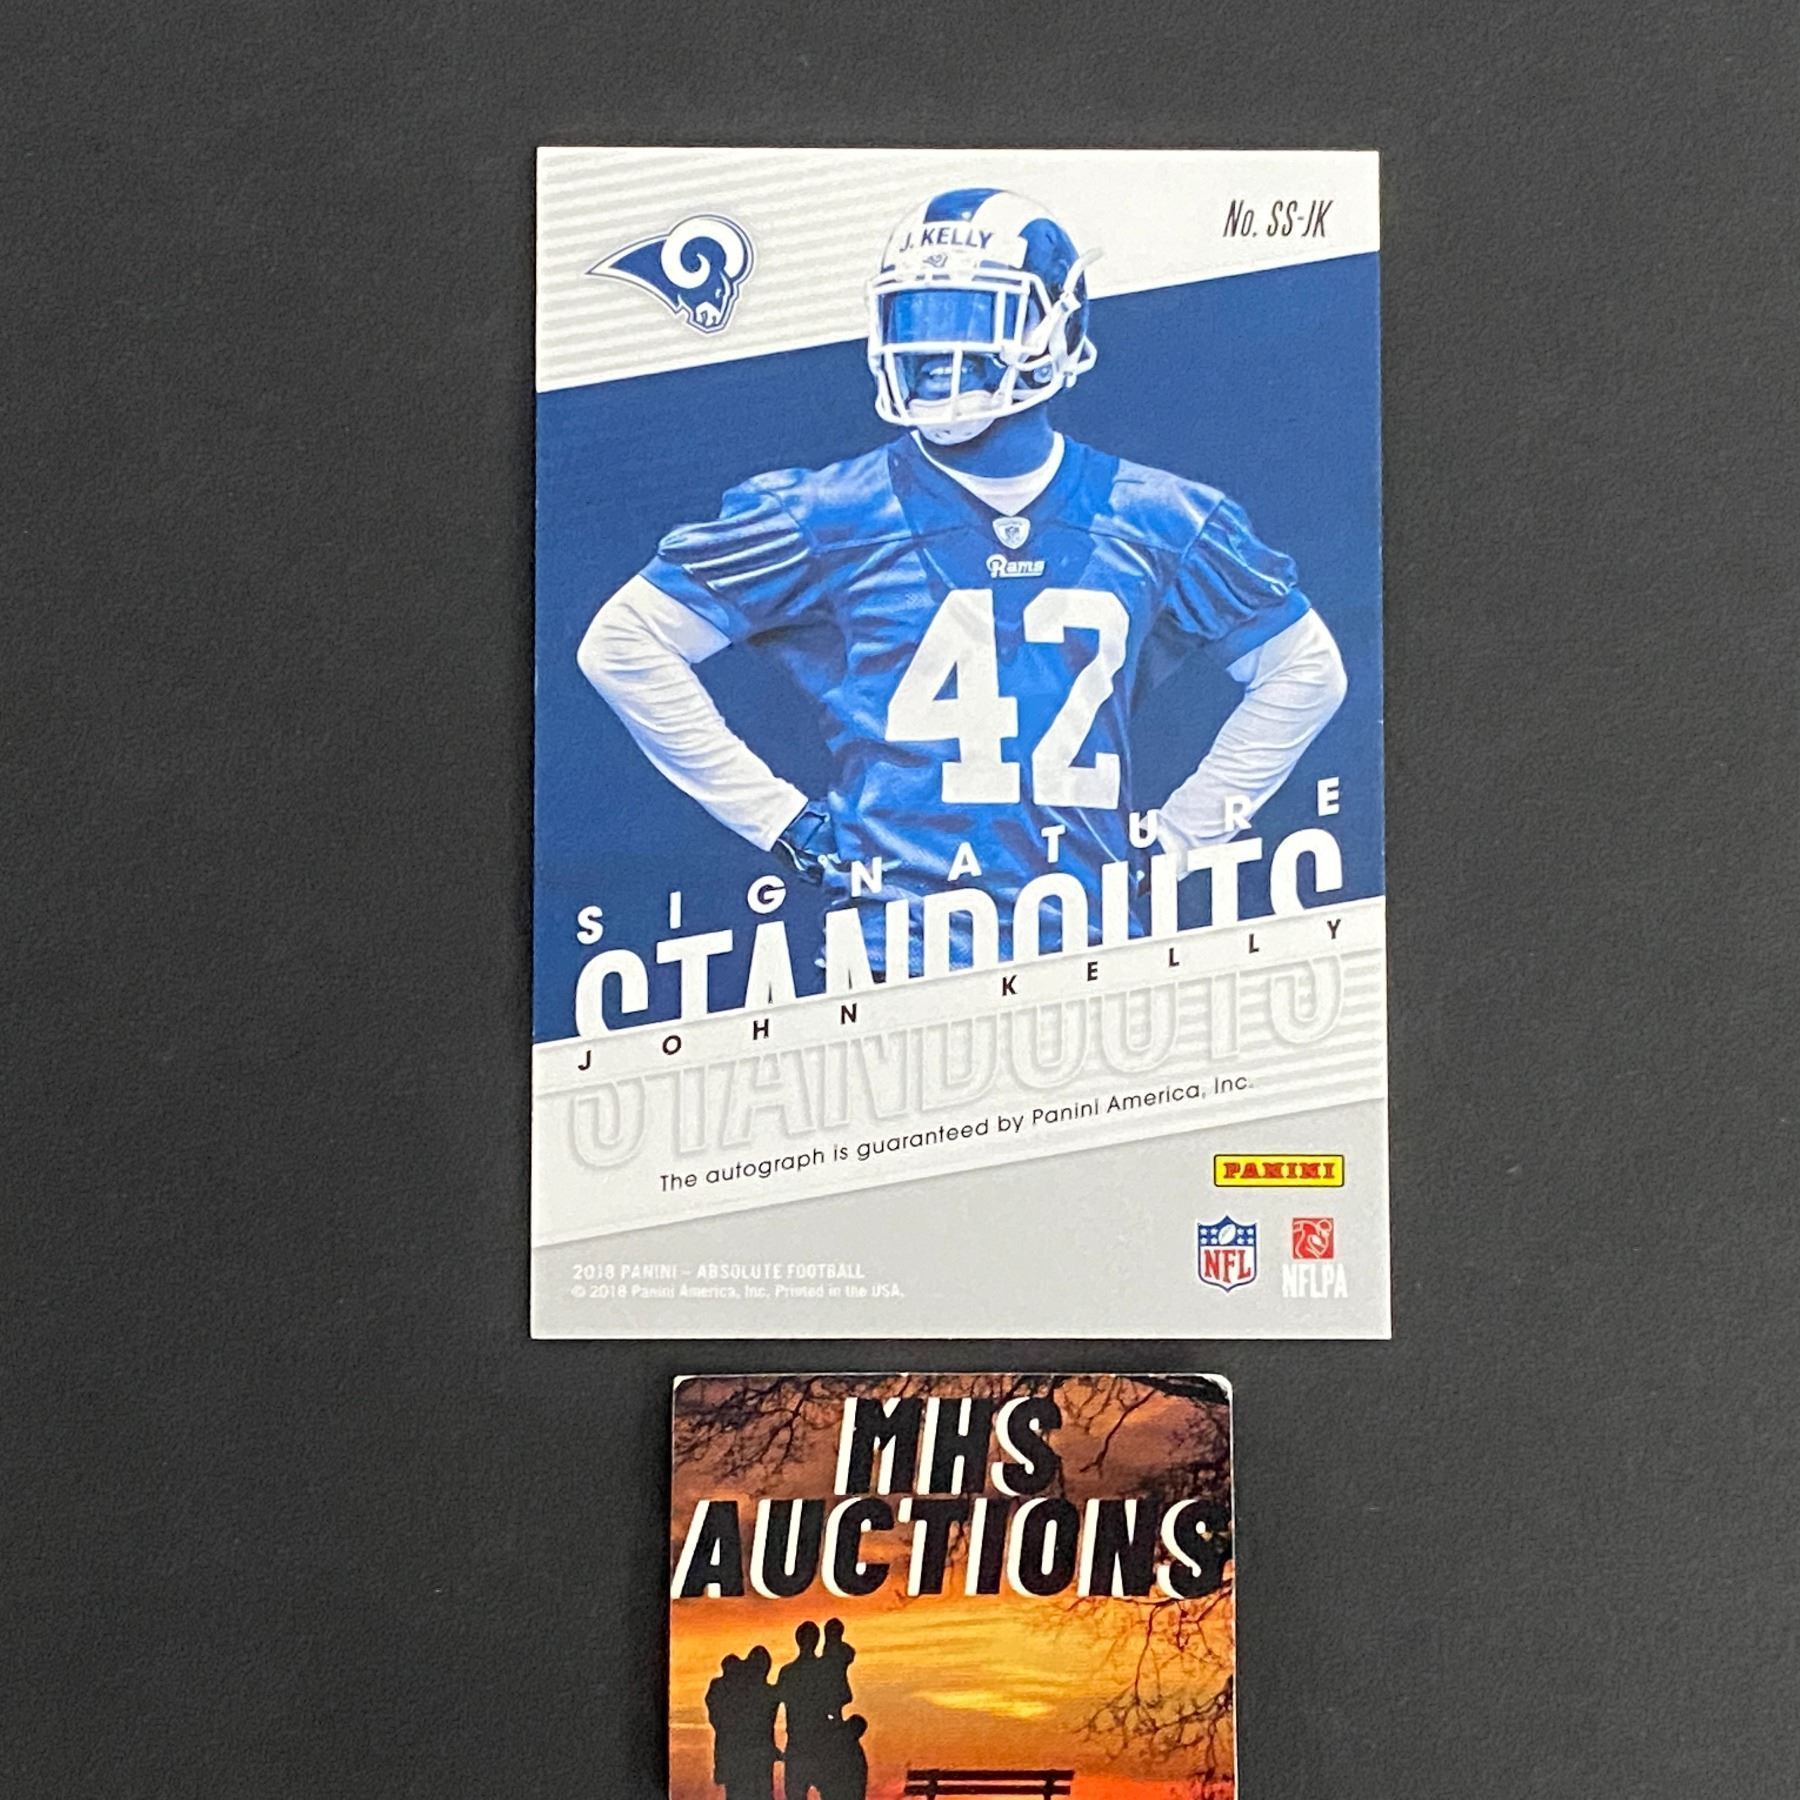 No. SS-JK
J. KELLY
42
Rams
42
SIGNATURE
STANDOUTS
JOHN KELLY
STANDOUTS
The autograph is guaranteed by Panini America, Inc.
PANINI
NFL
NFLPA
2018 PANINI – ABSOLUTE FOOTBALL
© 2018 Panini America, Inc. Printed in the USA.
MHS
AUCTIONS